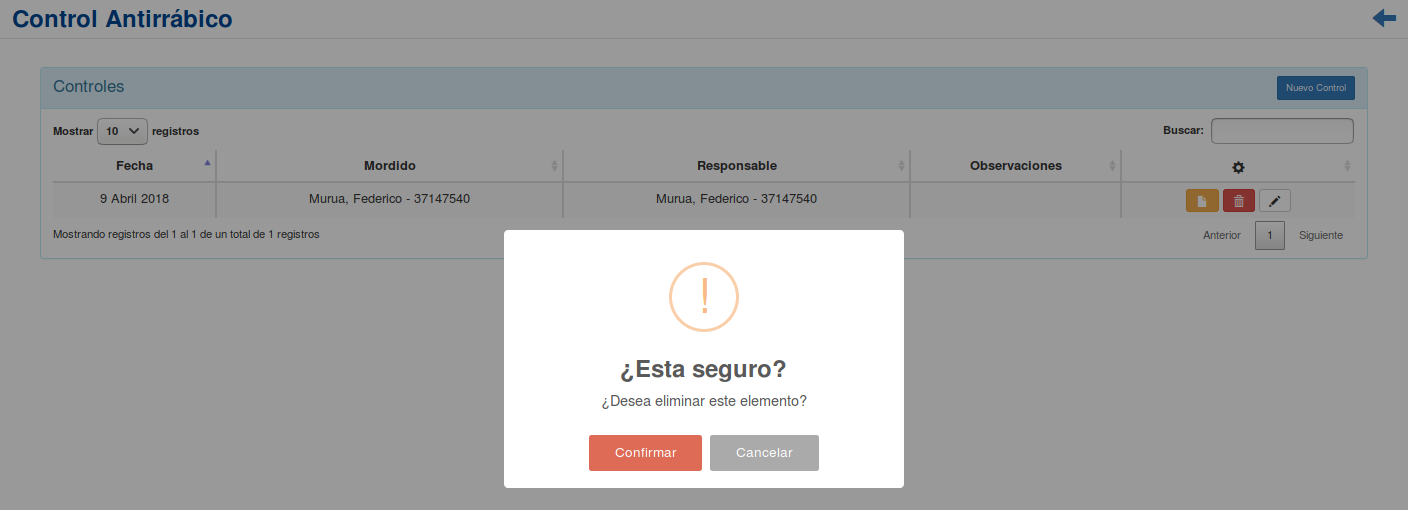 Control Antirrábico
Controles
Nuevo Control
Mostrar 10 registros
Buscar:
Fecha Mordido Responsable Observaciones
9 Abril 2018 Murua, Federico - 37147540 Murua, Federico - 37147540
Mostrando registros del 1 al 1 de un total de 1 registros
Anterior 1 Siguiente
!
¿Esta seguro?
¿Desea eliminar este elemento?
Confirmar Cancelar